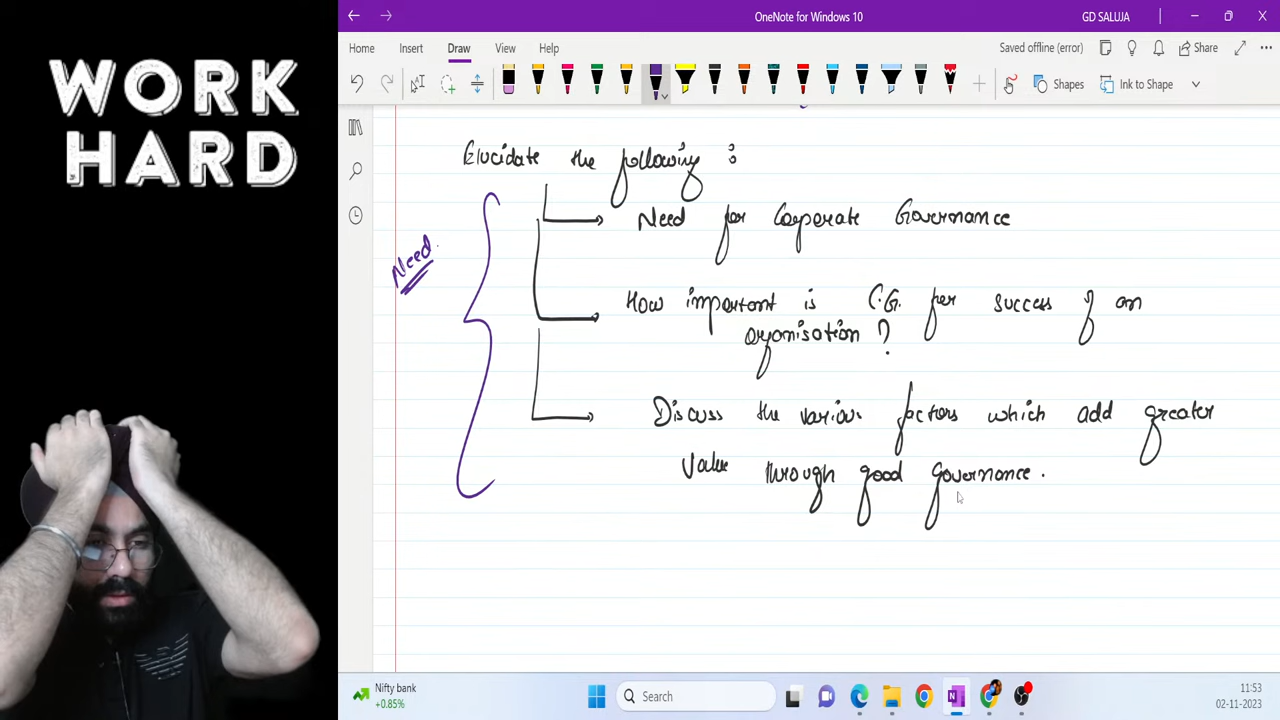 WORK
HARD
OneNote for Windows 10
GD SALUJA
Home Insert Draw View Help
Saved offline (error)
Share
Shapes
Ink to Shape
Elucidate the following :
Need for Corporate Governance
Need
How important is C.G. for success of an
organisation ?
Discuss the various factors which add greater
Value through good governance.
Nifty bank
+0.85%
Search
11:53
02-11-2023